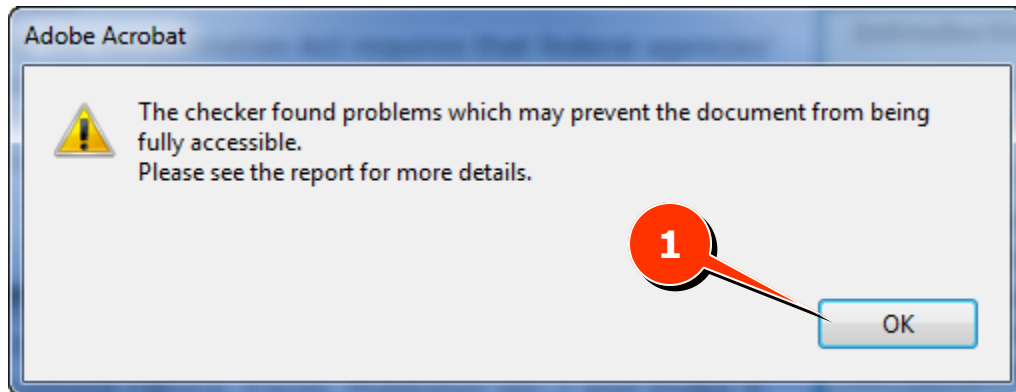 Adobe Acrobat
The checker found problems which may prevent the document from being
fully accessible.
Please see the report for more details.
1
OK